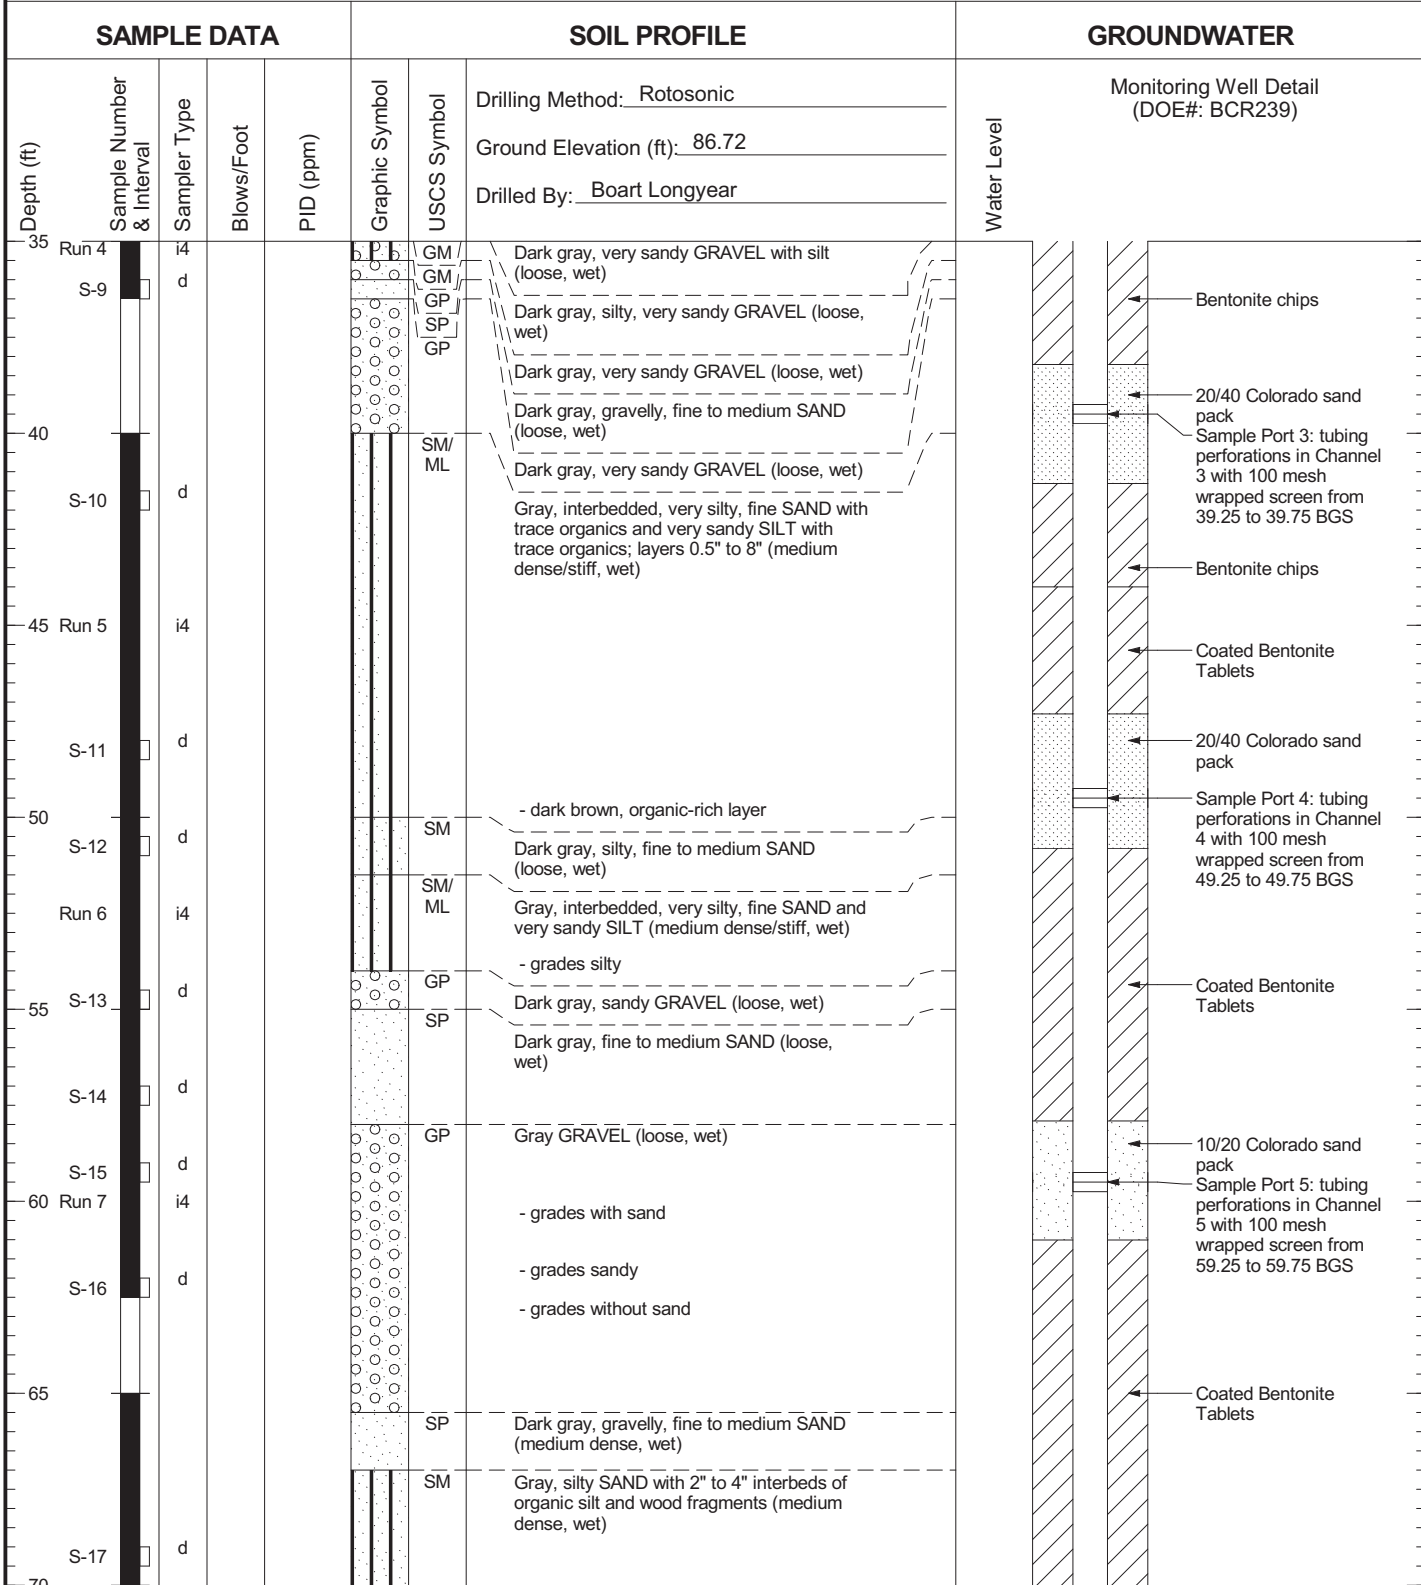 SAMPLE DATA
SOIL PROFILE
GROUNDWATER
Depth (ft)
Sample Number
& Interval
Sampler Type
Blows/Foot
PID (ppm)
Graphic Symbol
USCS Symbol
Drilling Method: Rotosonic
Ground Elevation (ft): 86.72
Drilled By: Boart Longyear
Water Level
Monitoring Well Detail
(DOE#: BCR239)
35
Run 4
i4
S-9
d
40
S-10
d
45
Run 5
i4
S-11
d
50
S-12
d
Run 6
i4
S-13
d
55
S-14
d
S-15
d
60
Run 7
i4
S-16
d
65
S-17
d
70
GM
Dark gray, very sandy GRAVEL with silt
(loose, wet)
GM
Dark gray, silty, very sandy GRAVEL (loose,
wet)
GP
Dark gray, very sandy GRAVEL (loose, wet)
SP
Dark gray, gravelly, fine to medium SAND
(loose, wet)
GP
Dark gray, very sandy GRAVEL (loose, wet)
SM/
ML
Gray, interbedded, very silty, fine SAND with
trace organics and very sandy SILT with
trace organics; layers 0.5" to 8" (medium
dense/stiff, wet)
- dark brown, organic-rich layer
SM
Dark gray, silty, fine to medium SAND
(loose, wet)
SM/
ML
Gray, interbedded, very silty, fine SAND and
very sandy SILT (medium dense/stiff, wet)
- grades silty
GP
Dark gray, sandy GRAVEL (loose, wet)
SP
Dark gray, fine to medium SAND (loose,
wet)
GP
Gray GRAVEL (loose, wet)
- grades with sand
- grades sandy
- grades without sand
SP
Dark gray, gravelly, fine to medium SAND
(medium dense, wet)
SM
Gray, silty SAND with 2" to 4" interbeds of
organic silt and wood fragments (medium
dense, wet)
Bentonite chips
20/40 Colorado sand
pack
Sample Port 3: tubing
perforations in Channel
3 with 100 mesh
wrapped screen from
39.25 to 39.75 BGS
Bentonite chips
Coated Bentonite
Tablets
20/40 Colorado sand
pack
Sample Port 4: tubing
perforations in Channel
4 with 100 mesh
wrapped screen from
49.25 to 49.75 BGS
Coated Bentonite
Tablets
10/20 Colorado sand
pack
Sample Port 5: tubing
perforations in Channel
5 with 100 mesh
wrapped screen from
59.25 to 59.75 BGS
Coated Bentonite
Tablets